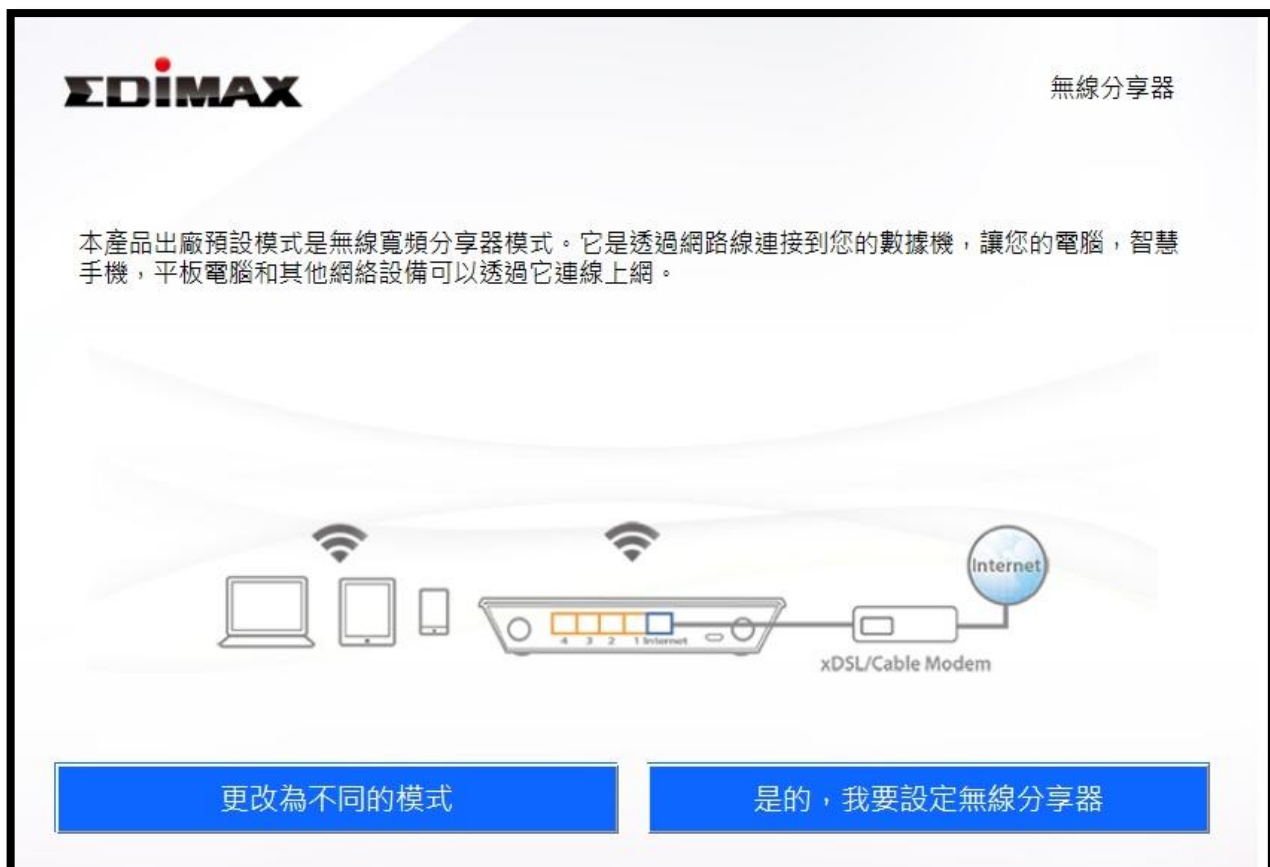 EDIMAX
無線分享器
本產品出廠預設模式是無線寬頻分享器模式。它是透過網路線連接到您的數據機，讓您的電腦，智慧
手機，平板電腦和其他網絡設備可以透過它連線上網。
Internet
4 3 2 1 Internet
xDSL/Cable Modem
更改為不同的模式
是的，我要設定無線分享器